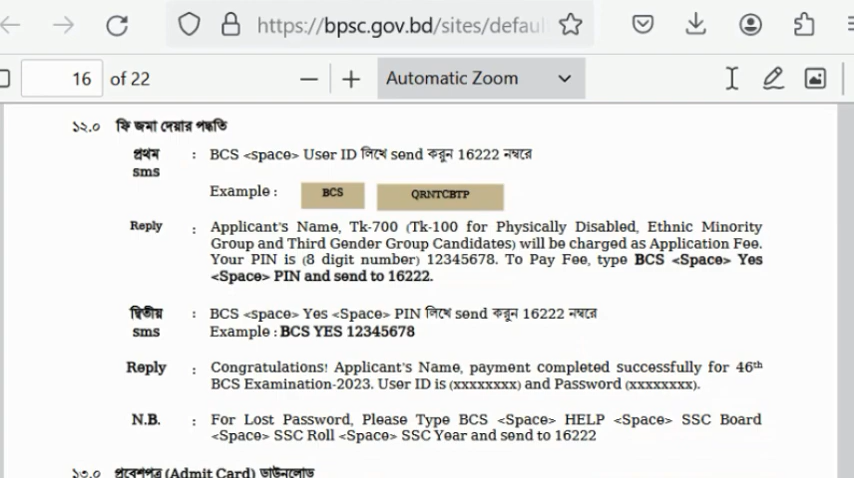 https://bpsc.gov.bd/sites/defaul
16 of 22 Automatic Zoom
১২.০ ফি জমা দেয়ার পদ্ধতি
প্রথম sms : BCS <space> User ID লিখে send করুন 16222 নম্বরে
Example : BCS QRNTCBTP
Reply : Applicant's Name, Tk-700 (Tk-100 for Physically Disabled, Ethnic Minority
Group and Third Gender Group Candidates) will be charged as Application Fee.
Your PIN is (8 digit number) 12345678. To Pay Fee, type BCS <Space> Yes
<Space> PIN and send to 16222.
দ্বিতীয় sms : BCS <space> Yes <Space> PIN লিখে send করুন 16222 নম্বরে
Example : BCS YES 12345678
Reply : Congratulations! Applicant's Name, payment completed successfully for 46th
BCS Examination-2023. User ID is (xxxxxxxx) and Password (xxxxxxxx).
N.B. : For Lost Password, Please Type BCS <Space> HELP <Space> SSC Board
<Space> SSC Roll <Space> SSC Year and send to 16222
১৩.০ প্রবেশপত্র (Admit Card) ডাউনলোড